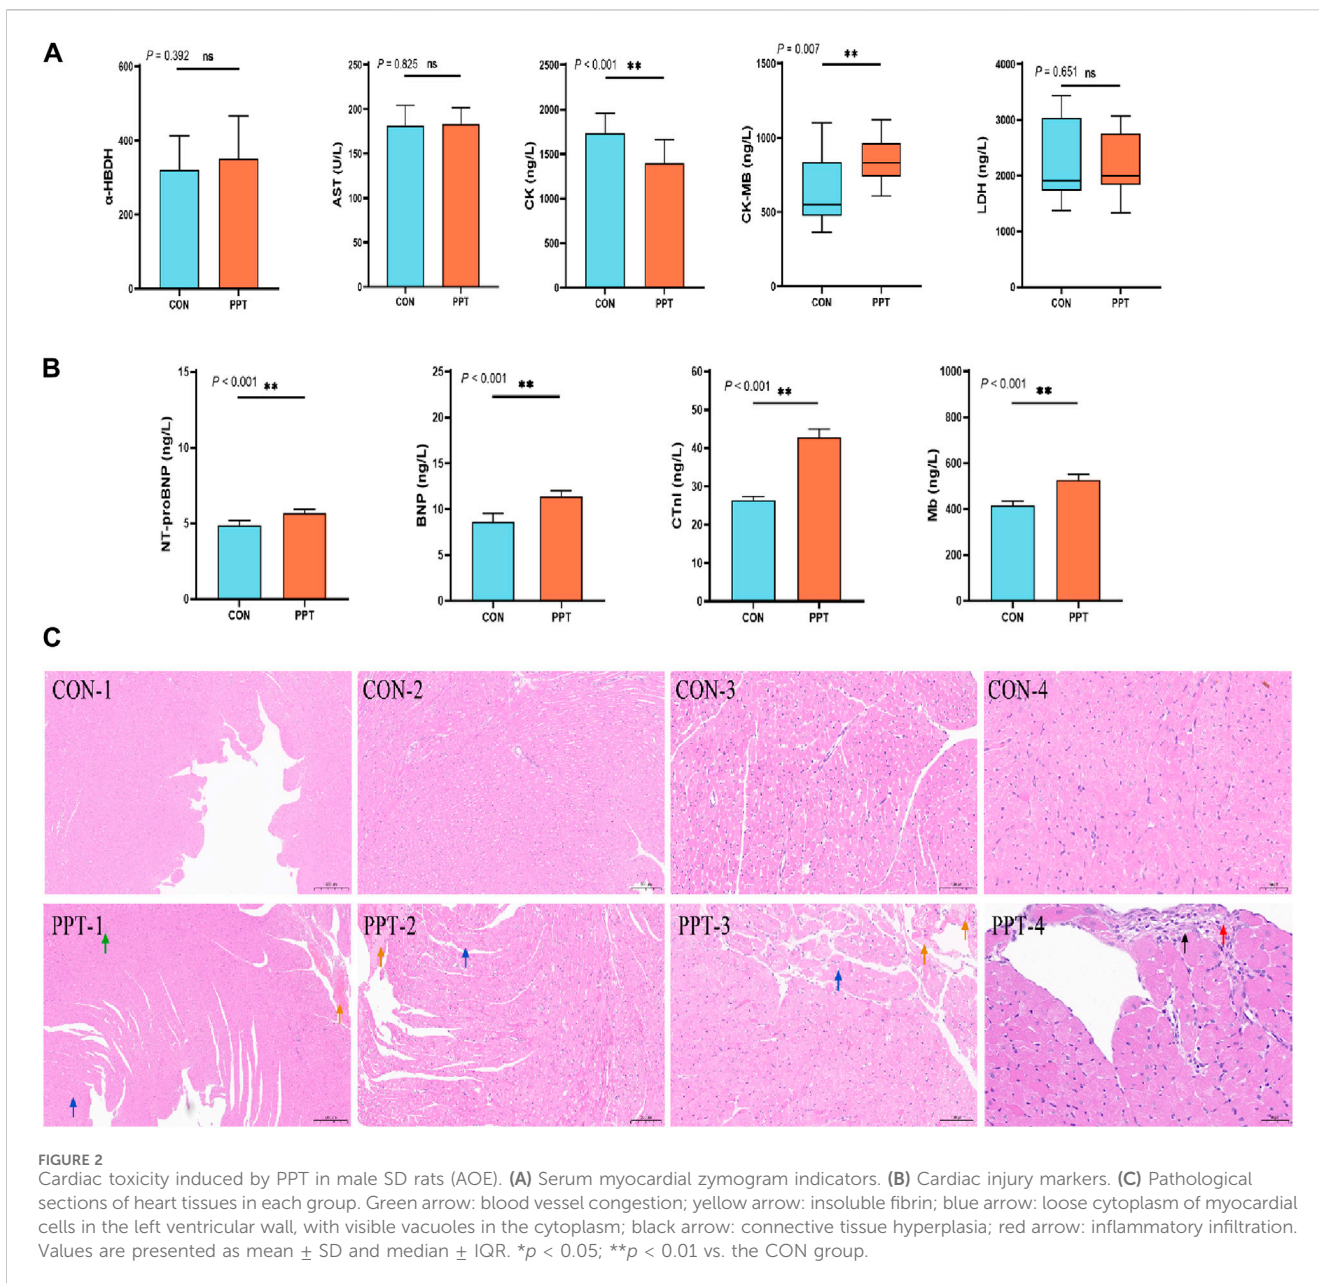 A
P = 0.392 ns
600
400
200
0
α-HBDH
CON PPT
P = 0.825 ns
250
200
150
100
50
0
AST (U/L)
CON PPT
P < 0.001 **
2500
2000
1500
1000
500
0
CK (ng/L)
CON PPT
P = 0.007 **
1500
1000
500
0
CK-MB (ng/L)
CON PPT
P = 0.651 ns
4000
3000
2000
1000
0
LDH (ng/L)
CON PPT
B
P < 0.001 **
15
10
5
0
NT-proBNP (ng/L)
CON PPT
P < 0.001 **
25
20
15
10
5
0
BNP (ng/L)
CON PPT
P < 0.001 **
60
50
40
30
20
10
0
CTnI (ng/L)
CON PPT
P < 0.001 **
1000
800
600
400
200
0
Mb (ng/L)
CON PPT
C
CON-1 CON-2 CON-3 CON-4
PPT-1 PPT-2 PPT-3 PPT-4
FIGURE 2
Cardiac toxicity induced by PPT in male SD rats (AOE). (A) Serum myocardial zymogram indicators. (B) Cardiac injury markers. (C) Pathological
sections of heart tissues in each group. Green arrow: blood vessel congestion; yellow arrow: insoluble fibrin; blue arrow: loose cytoplasm of myocardial
cells in the left ventricular wall, with visible vacuoles in the cytoplasm; black arrow: connective tissue hyperplasia; red arrow: inflammatory infiltration.
Values are presented as mean ± SD and median ± IQR. *p < 0.05; **p < 0.01 vs. the CON group.